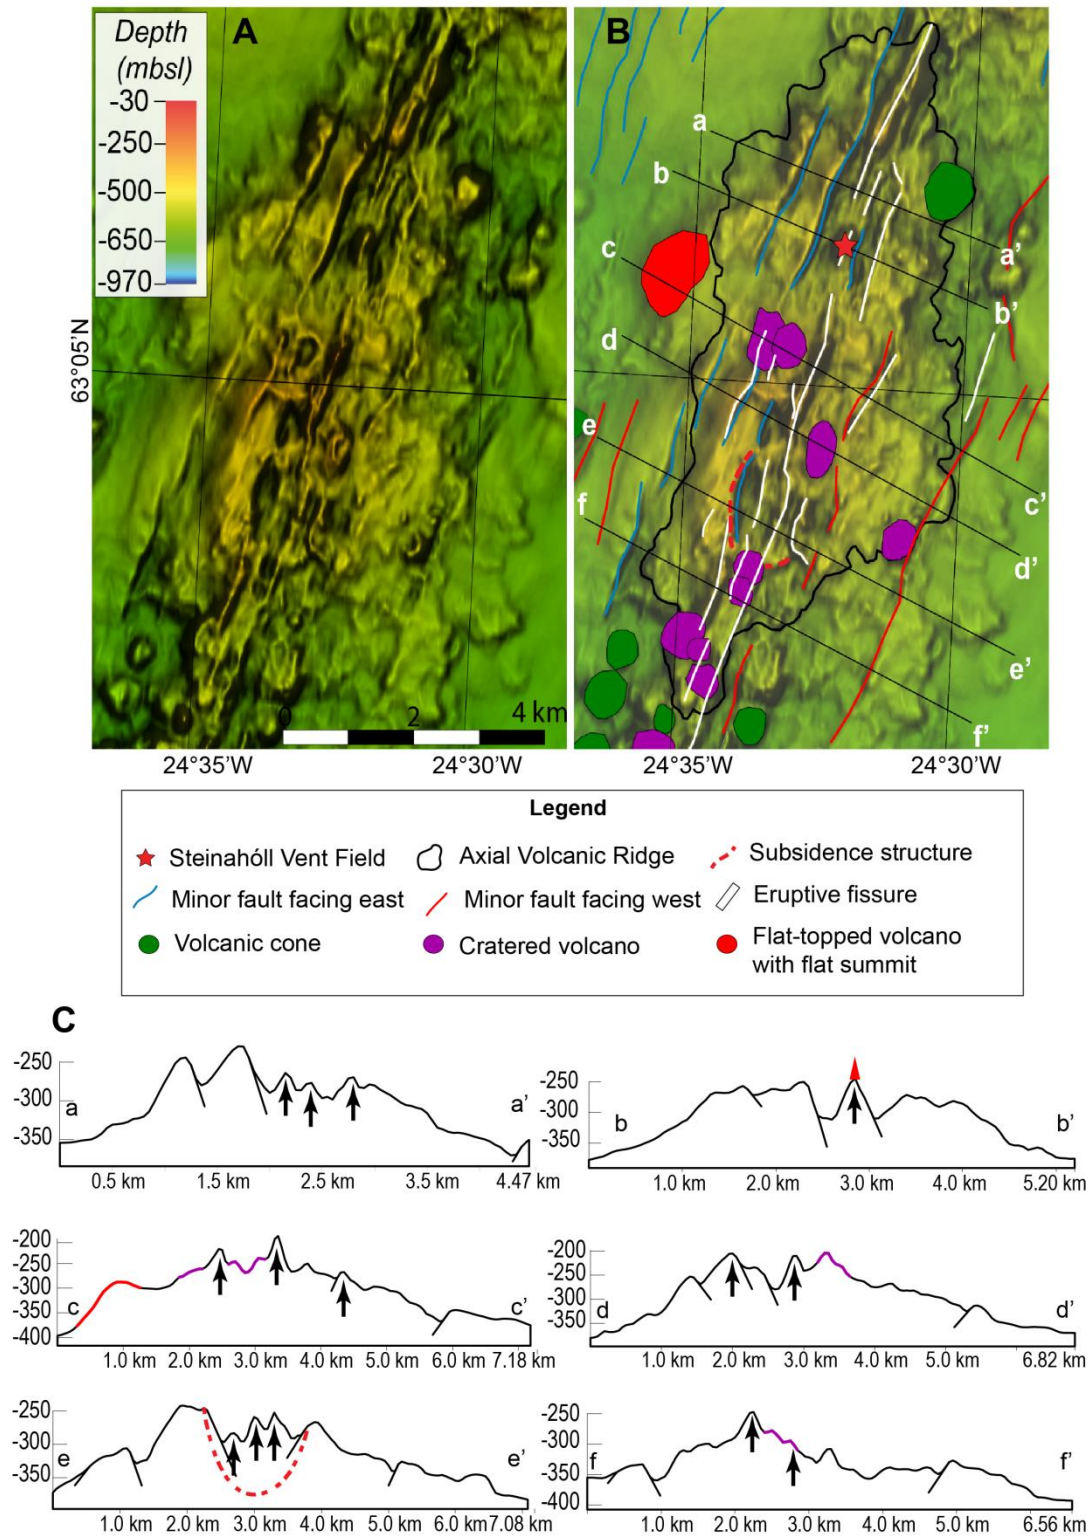 Depth
(mbsl)
-30
-250
-500
-650
-970
A
63°05'N
0 2 4 km
24°35'W 24°30'W
B
a
b
c
d
e
f
a'
b'
c'
d'
e'
f'
24°35'W 24°30'W
Legend
Steinahóll Vent Field
Axial Volcanic Ridge
Subsidence structure
Minor fault facing east
Minor fault facing west
Eruptive fissure
Volcanic cone
Cratered volcano
Flat-topped volcano
with flat summit
C
-250
-300
-350
a a'
0.5 km 1.5 km 2.5 km 3.5 km 4.47 km
-250
-300
-350
b b'
1.0 km 2.0 km 3.0 km 4.0 km 5.20 km
-200
-250
-300
-350
-400
c c'
1.0 km 2.0 km 3.0 km 4.0 km 5.0 km 6.0 km 7.18 km
-200
-250
-300
-350
d d'
1.0 km 2.0 km 3.0 km 4.0 km 5.0 km 6.82 km
-250
-300
-350
e e'
1.0 km 2.0 km 3.0 km 4.0 km 5.0 km 6.0 km 7.08 km
-250
-300
-350
-400
f f'
1.0 km 2.0 km 3.0 km 4.0 km 5.0 km 6.56 km